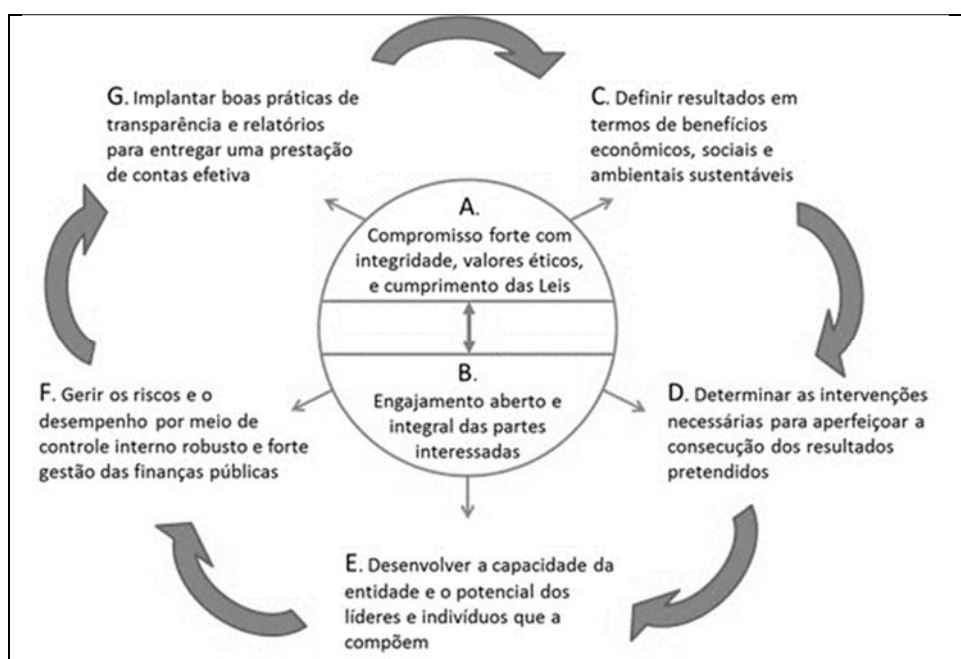 G. Implantar boas práticas de
transparência e relatórios
para entregar uma prestação
de contas efetiva
C. Definir resultados em
termos de benefícios
econômicos, sociais e
ambientais sustentáveis
A.
Compromisso forte com
integridade, valores éticos,
e cumprimento das Leis
B.
Engajamento aberto e
integral das partes
interessadas
F. Gerir os riscos e o
desempenho por meio de
controle interno robusto e forte
gestão das finanças públicas
D. Determinar as intervenções
necessárias para aperfeiçoar a
consecução dos resultados
pretendidos
E. Desenvolver a capacidade da
entidade e o potencial dos
líderes e indivíduos que a
compõem